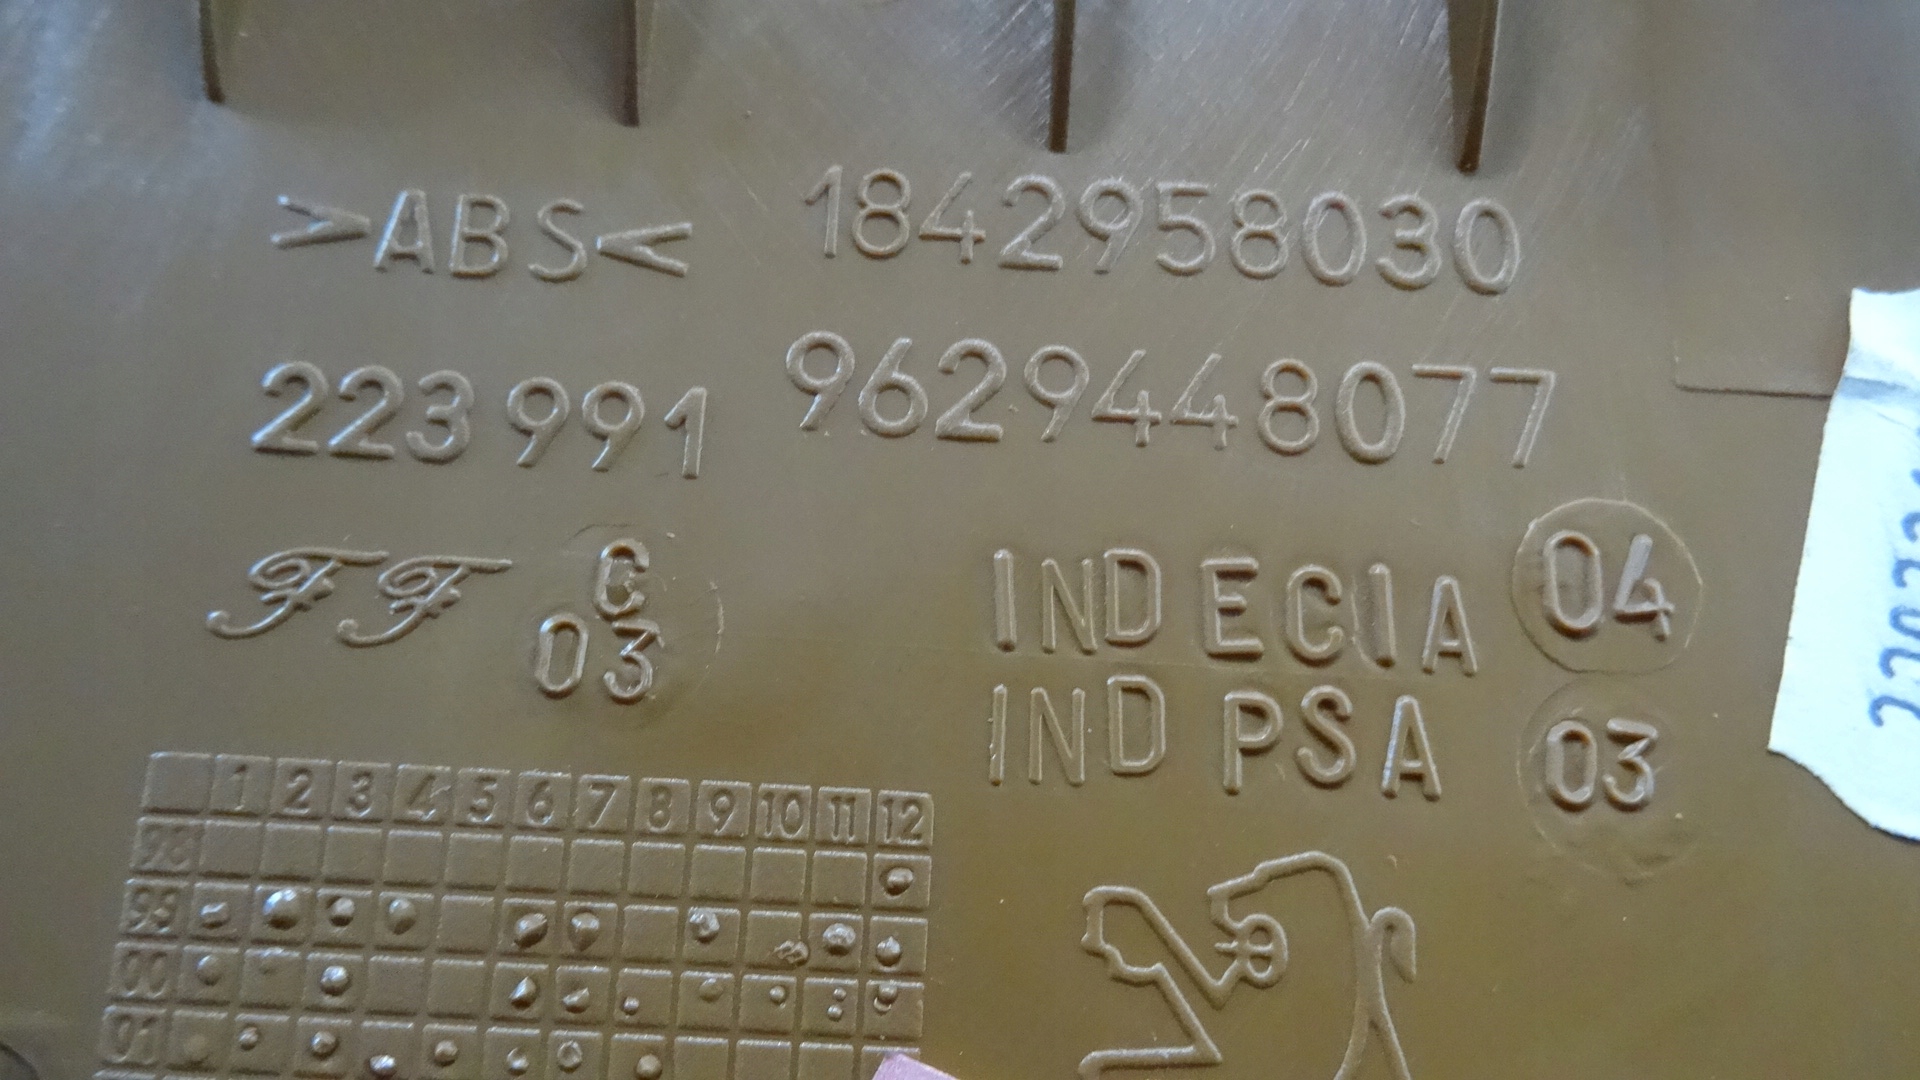 >ABS< 1842958030
223991 9629448077
FF C
03
INDECIA 04
IND PSA 03
1 2 3 4 5 6 7 8 9 10 11 12
98
99
00
01